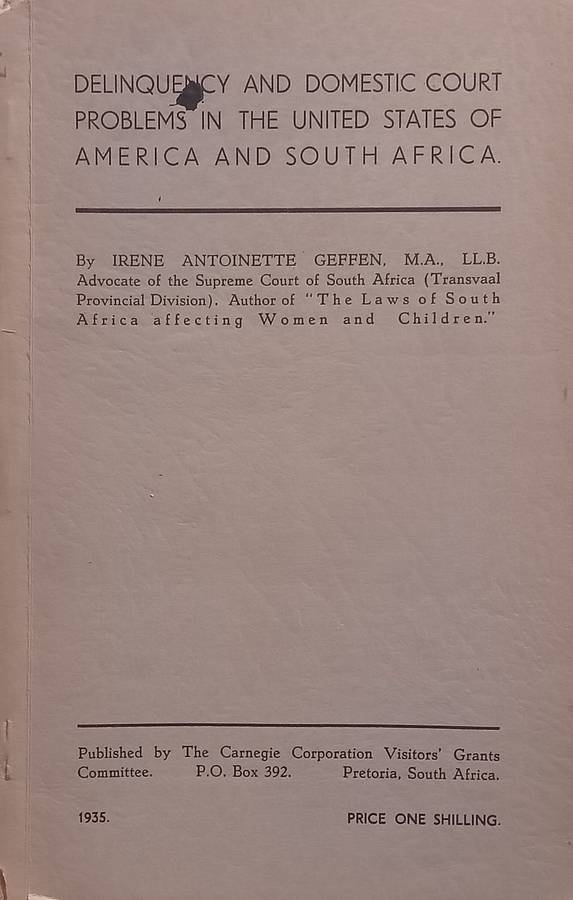 DELINQUENCY AND DOMESTIC COURT
PROBLEMS IN THE UNITED STATES OF
AMERICA AND SOUTH AFRICA.
By IRENE ANTOINETTE GEFFEN, M.A., LL.B.
Advocate of the Supreme Court of South Africa (Transvaal
Provincial Division). Author of "The Laws of South
Africa affecting Women and Children."
Published by The Carnegie Corporation Visitors' Grants
Committee. P.O. Box 392. Pretoria, South Africa.
1935. PRICE ONE SHILLING.